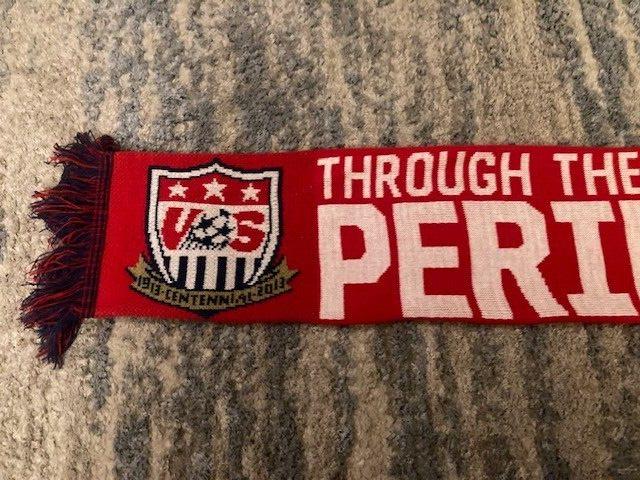 THROUGH THE
PERI
US
1913-CENTENNIAL-2013